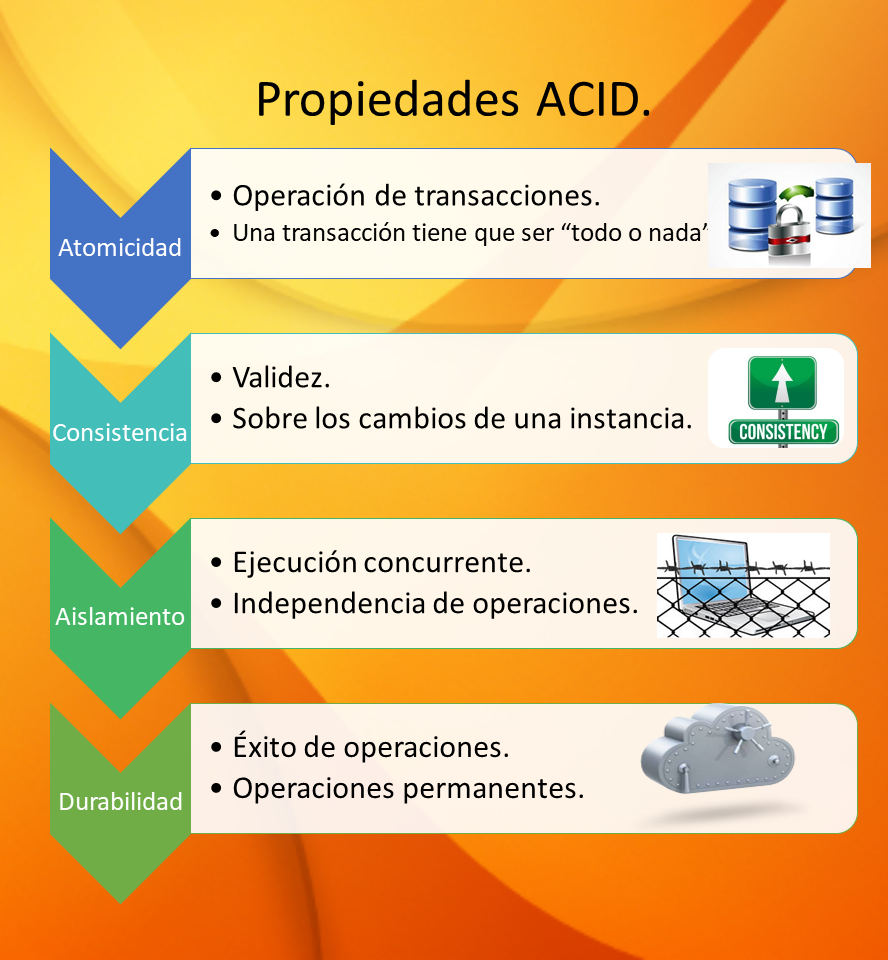 Propiedades ACID.
Atomicidad
• Operación de transacciones.
• Una transacción tiene que ser “todo o nada”
Consistencia
• Validez.
• Sobre los cambios de una instancia.
CONSISTENCY
Aislamiento
• Ejecución concurrente.
• Independencia de operaciones.
Durabilidad
• Éxito de operaciones.
• Operaciones permanentes.